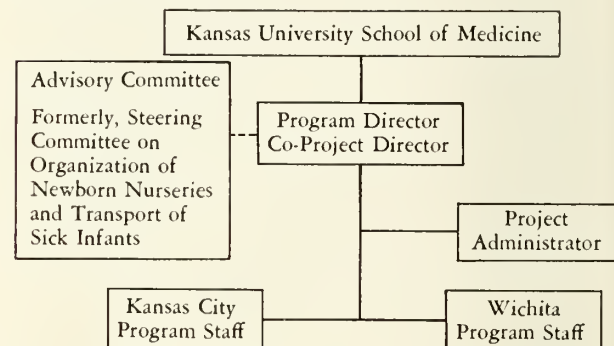 Kansas University School of Medicine
Advisory Committee
Formerly, Steering
Committee on
Organization of
Newborn Nurseries
and Transport of
Sick Infants
Program Director
Co-Project Director
Project
Administrator
Kansas City
Program Staff
Wichita
Program Staff